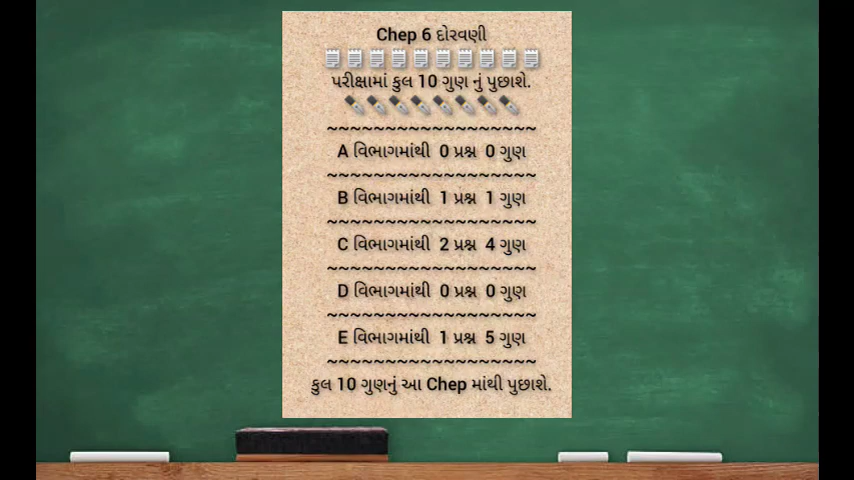 Chep 6 દોરવણી
પરીક્ષામાં કુલ 10 ગુણ નું પુછાશે.
~~~~~~~~~~~~~~~~~~
A વિભાગમાંથી 0 પ્રશ્ન 0 ગુણ
~~~~~~~~~~~~~~~~~~
B વિભાગમાંથી 1 પ્રશ્ન 1 ગુણ
~~~~~~~~~~~~~~~~~~
C વિભાગમાંથી 2 પ્રશ્ન 4 ગુણ
~~~~~~~~~~~~~~~~~~
D વિભાગમાંથી 0 પ્રશ્ન 0 ગુણ
~~~~~~~~~~~~~~~~~~
E વિભાગમાંથી 1 પ્રશ્ન 5 ગુણ
~~~~~~~~~~~~~~~~~~
કુલ 10 ગુણનું આ Chep માંથી પુછાશે.